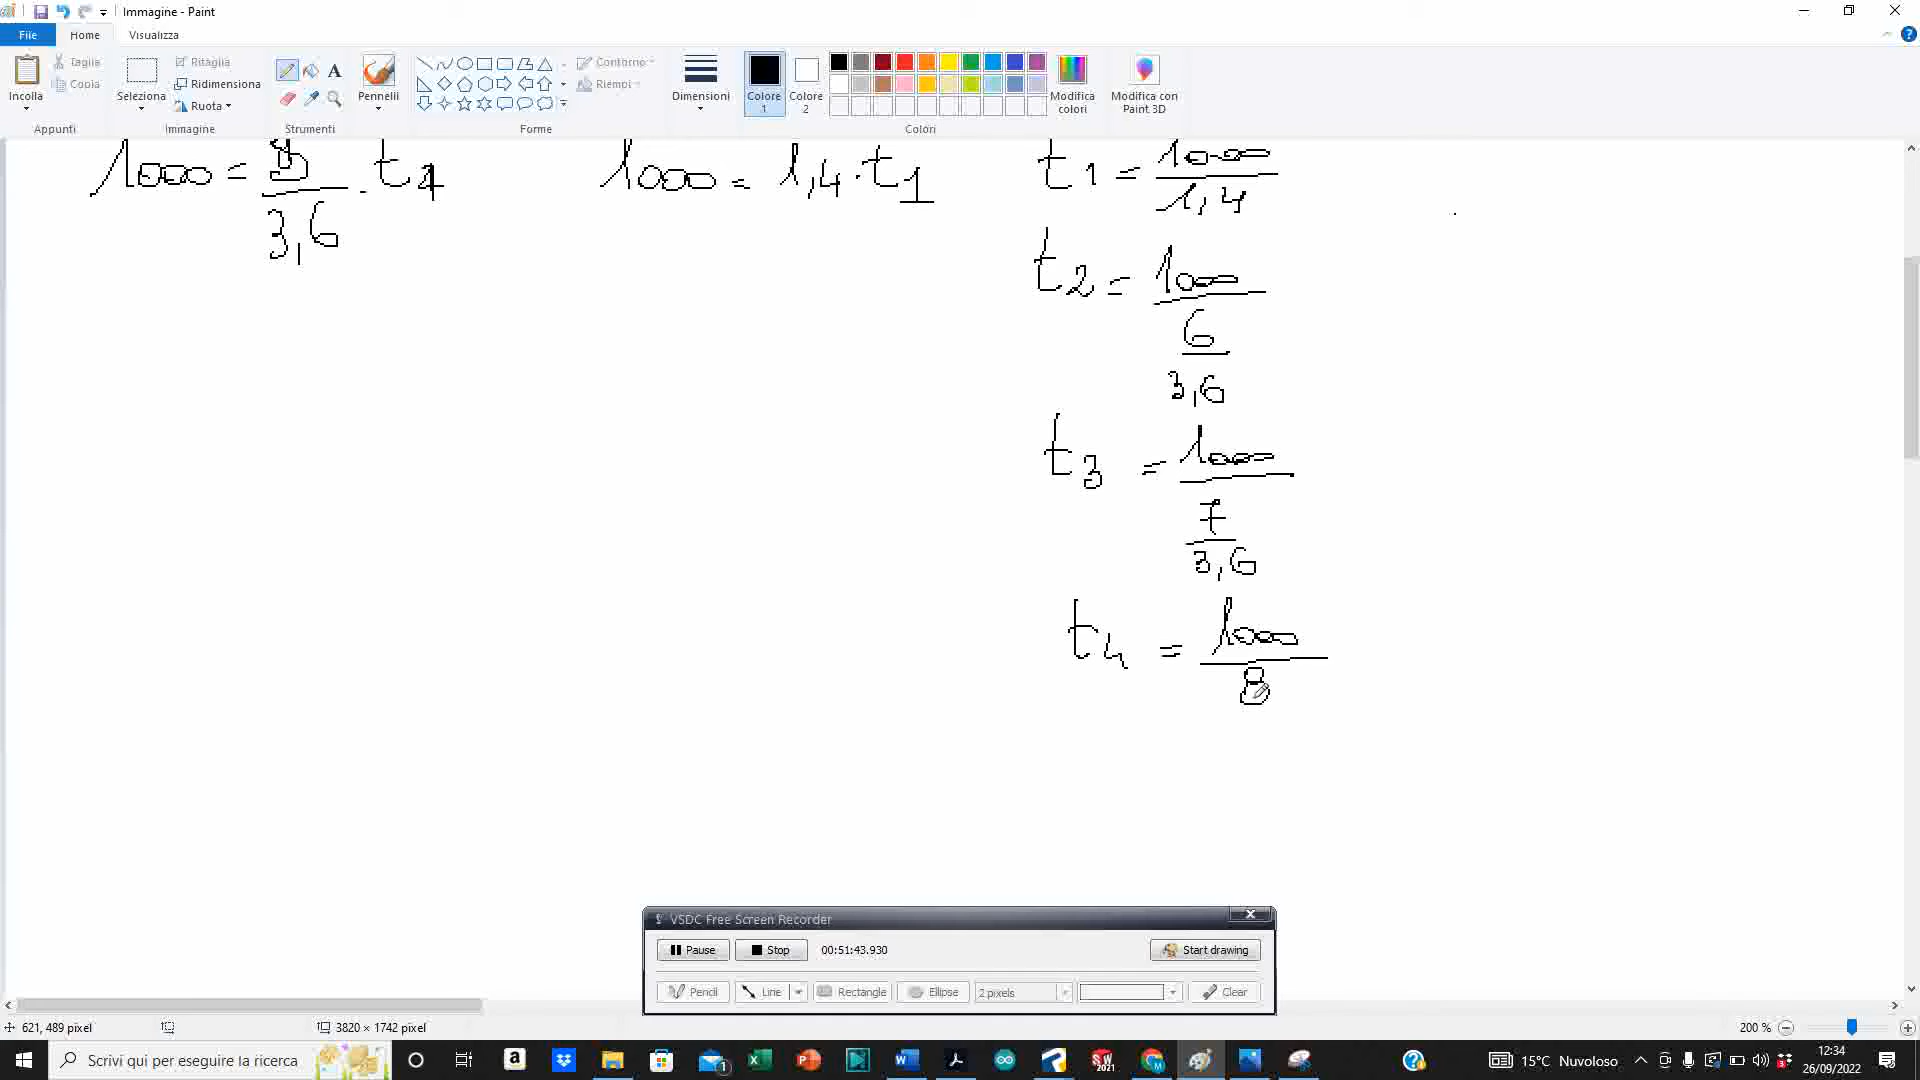 Immagine - Paint
File Home Visualizza
Incolla Taglia Copia Appunti
Seleziona Ritaglia Ridimensiona Ruota Immagine
A Strumenti
Pennelli
Contorno Riempi Forme
Dimensioni
Colore 1 Colore 2 Modifica colori Colori
Modifica con Paint 3D
1000 = 5/3,6 · t1
1000 = 1,4 · t1
t1 = 1000/1,4
t2 = 1000
6
3,6
t3 = 1000
7
3,6
t4 = 1000
8
VSDC Free Screen Recorder
Pause Stop 00:51:43.930 Start drawing
Pencil Line Rectangle Ellipse 2 pixels Clear
621, 489 pixel 3820 × 1742 pixel 200 %
Scrivi qui per eseguire la ricerca 15°C Nuvoloso 12:34
26/09/2022